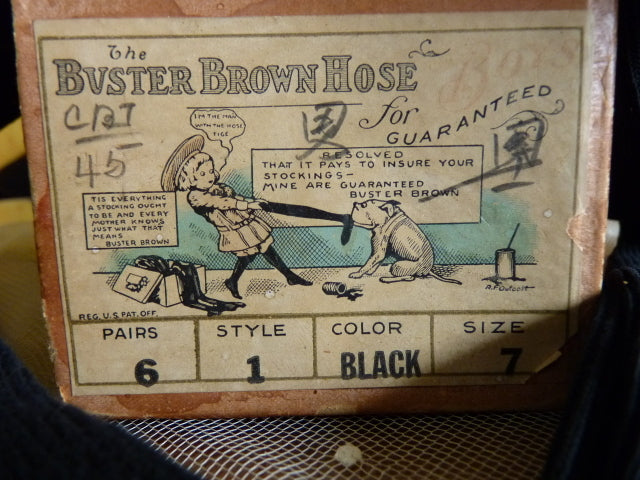 The
BUSTER BROWN HOSE
for
GUARANTEED
45
I'M THE MAN
WITH THE HOSE
TIGE
RESOLVED
THAT IT PAYS TO INSURE YOUR
STOCKINGS—
MINE ARE GUARANTEED
BUSTER BROWN
TIS EVERYTHING
A STOCKING OUGHT
TO BE AND EVERY
MOTHER KNOWS
JUST WHAT THAT
MEANS
BUSTER BROWN
R.F. Outcault
REG. U.S. PAT. OFF.
PAIRS STYLE COLOR SIZE
6 1 BLACK 7